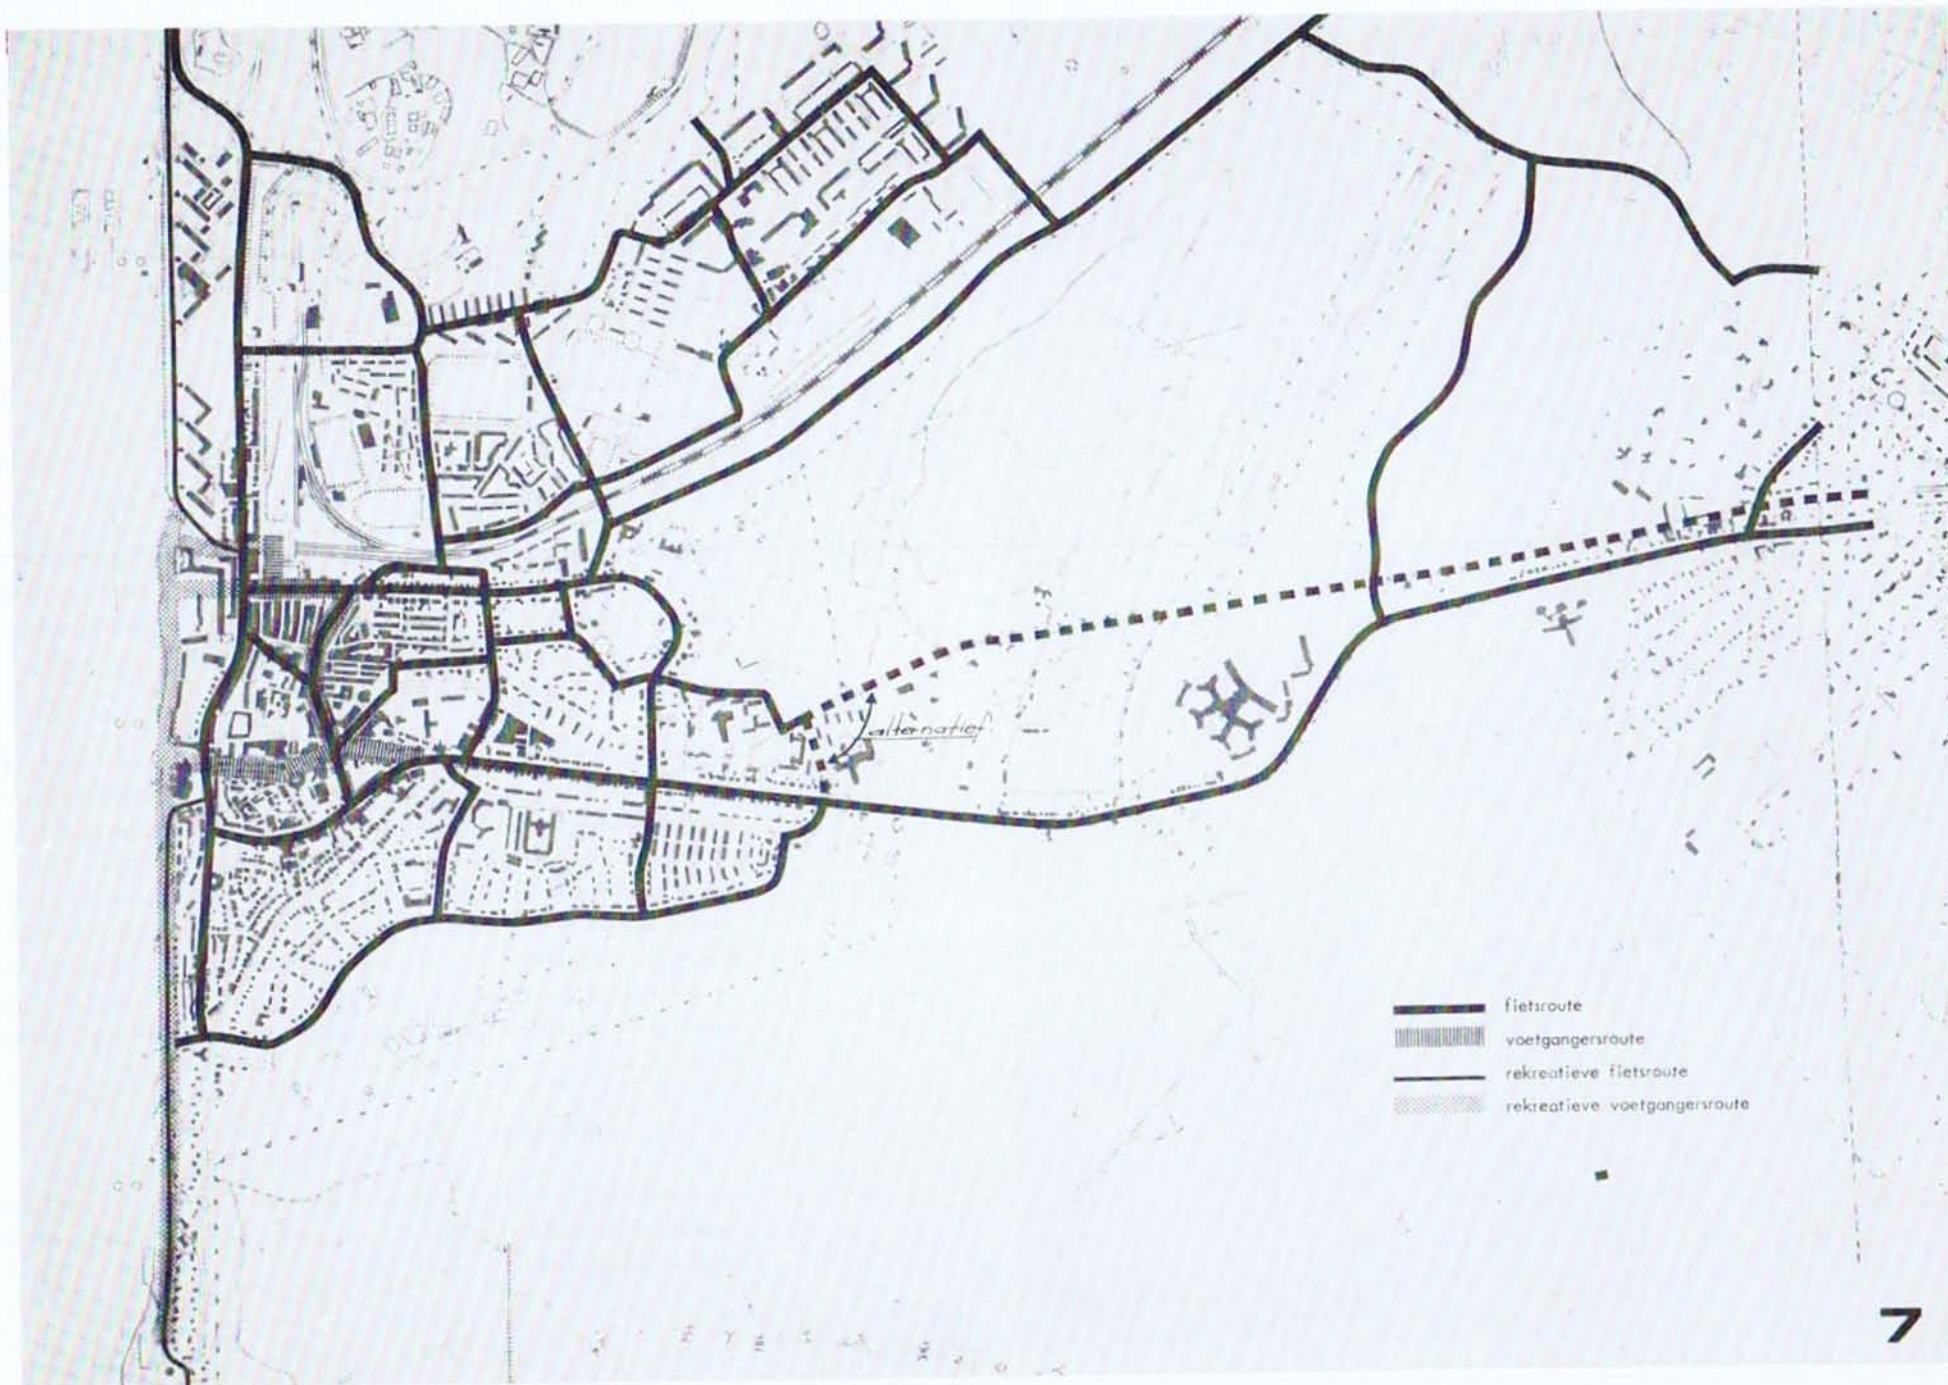 alternatief
fietsroute
voetgangersroute
rekreatieve fietsroute
rekreatieve voetgangersroute
7